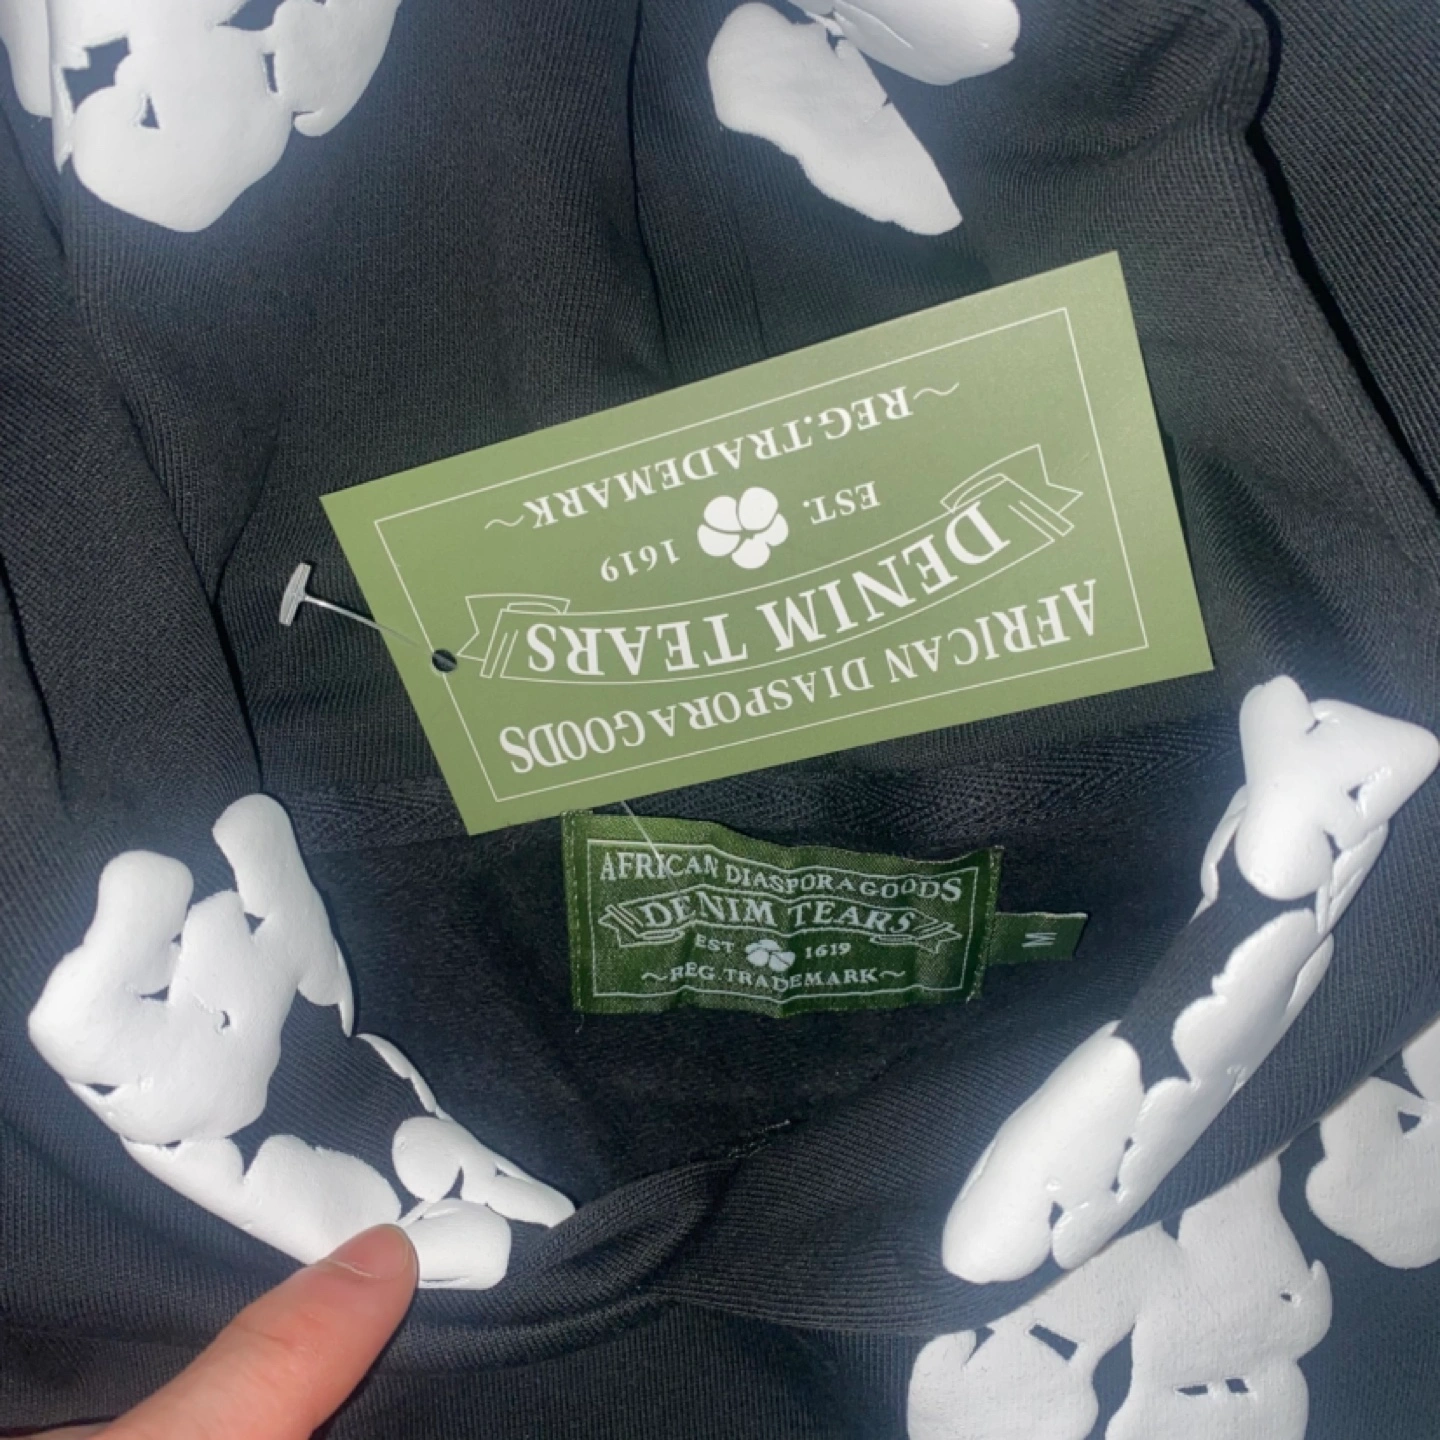 AFRICAN DIASPORA GOODS
DENIM TEARS
EST. 1619
~REG.TRADEMARK~
AFRICAN DIASPORA GOODS
DENIM TEARS
EST 1619
~REG.TRADEMARK~
M